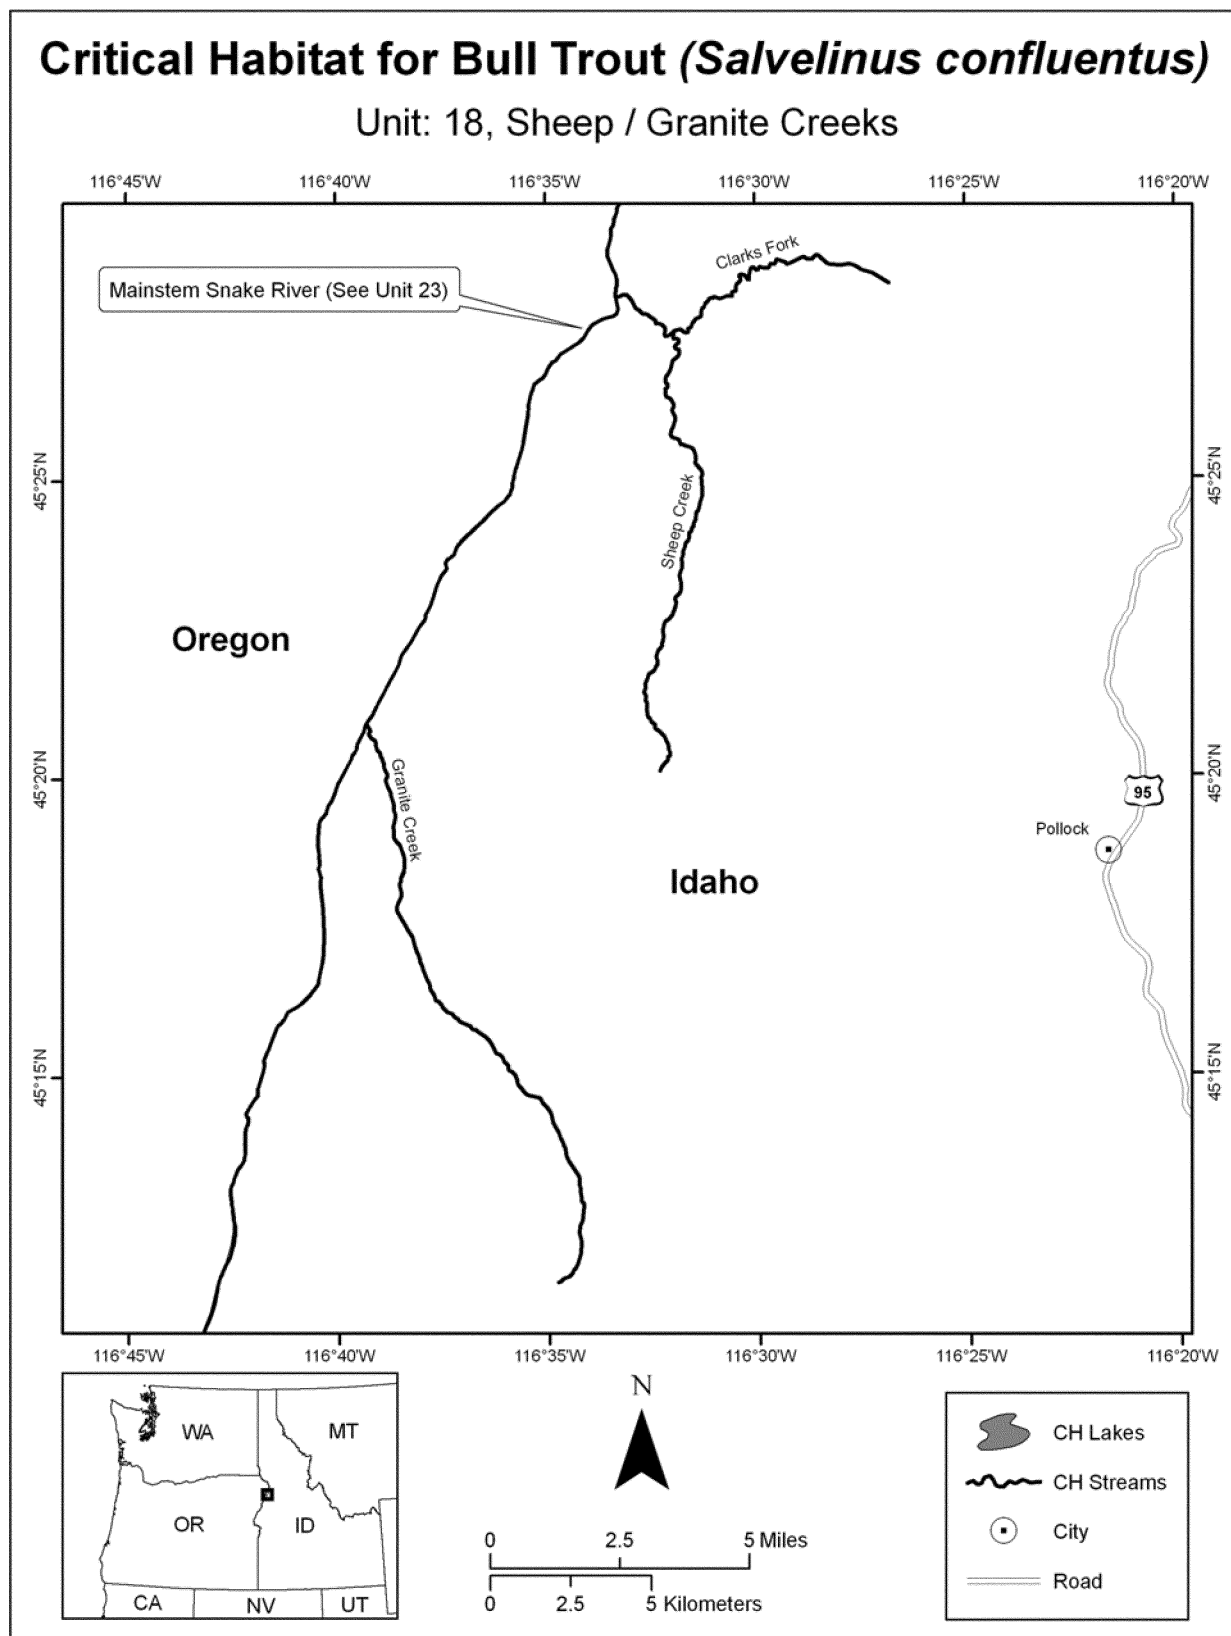 Critical Habitat for Bull Trout (Salvelinus confluentus)
Unit: 18, Sheep / Granite Creeks
116°45'W 116°40'W 116°35'W 116°30'W 116°25'W 116°20'W
Clarks Fork
Mainstem Snake River (See Unit 23)
45°25'N 45°25'N
Sheep Creek
Oregon
45°20'N 45°20'N
Granite Creek
95
Pollock
Idaho
45°15'N 45°15'N
116°45'W 116°40'W 116°35'W 116°30'W 116°25'W 116°20'W
WA MT
OR ID
CA NV UT
N
0 2.5 5 Miles
0 2.5 5 Kilometers
CH Lakes
CH Streams
City
Road